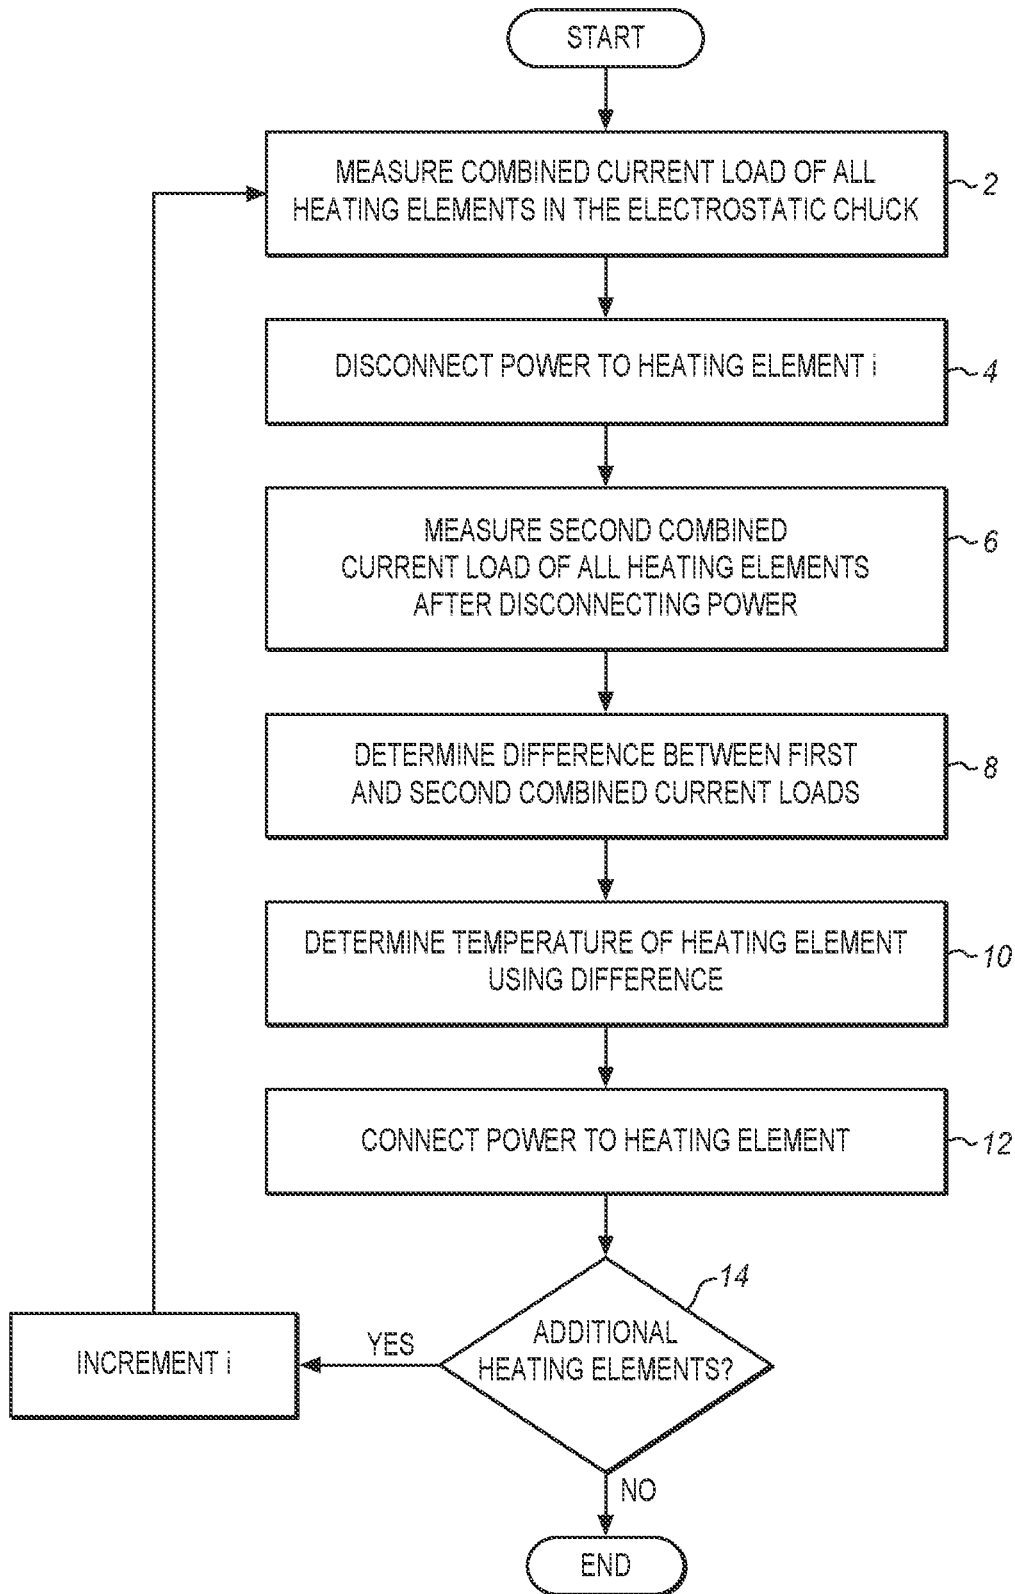 START
MEASURE COMBINED CURRENT LOAD OF ALL
HEATING ELEMENTS IN THE ELECTROSTATIC CHUCK
2
DISCONNECT POWER TO HEATING ELEMENT i
4
MEASURE SECOND COMBINED
CURRENT LOAD OF ALL HEATING ELEMENTS
AFTER DISCONNECTING POWER
6
DETERMINE DIFFERENCE BETWEEN FIRST
AND SECOND COMBINED CURRENT LOADS
8
DETERMINE TEMPERATURE OF HEATING ELEMENT
USING DIFFERENCE
10
CONNECT POWER TO HEATING ELEMENT
12
14
ADDITIONAL
HEATING ELEMENTS?
YES
INCREMENT i
NO
END